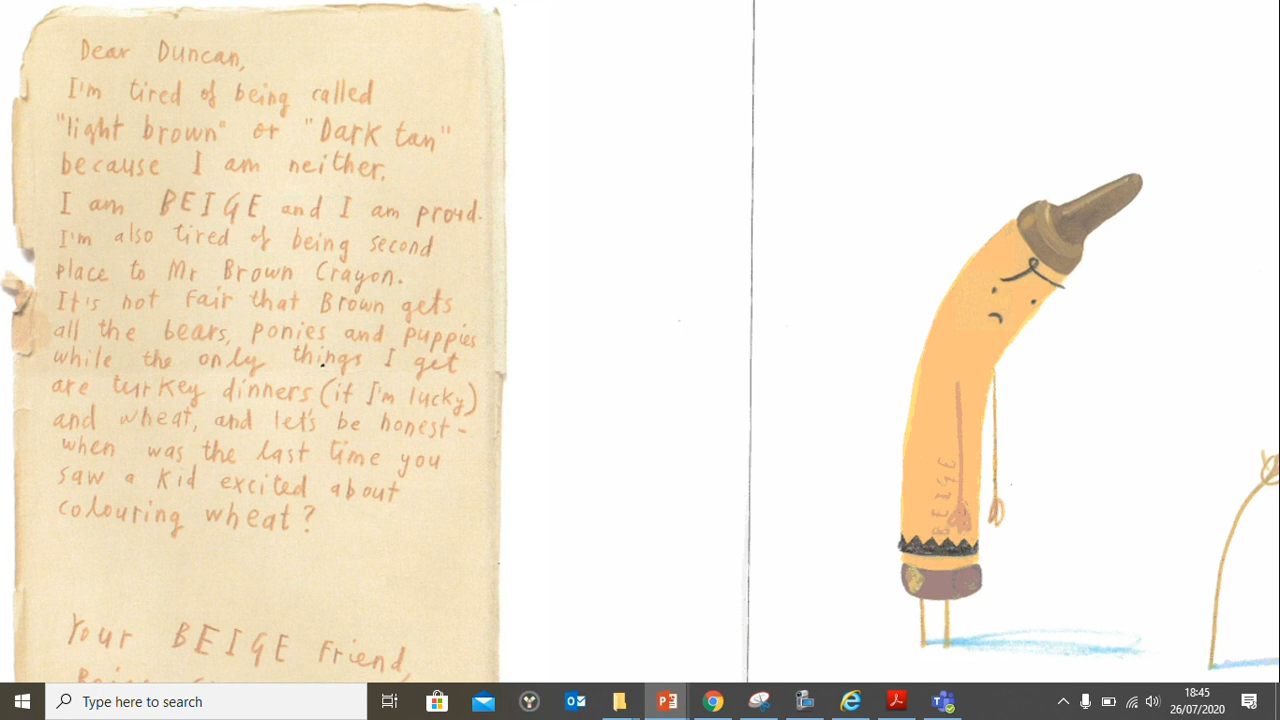 Dear Duncan,
I'm tired of being called
"light brown" or "Dark tan"
because I am neither.
I am BEIGE and I am proud.
I'm also tired of being second
place to Mr Brown Crayon.
It's not fair that Brown gets
all the bears, ponies and puppies
while the only things I get
are turkey dinners (if I'm lucky)
and wheat, and let's be honest-
when was the last time you
saw a kid excited about
colouring wheat?
Your BEIGE friend,
BEIGE
Type here to search
18:45
26/07/2020